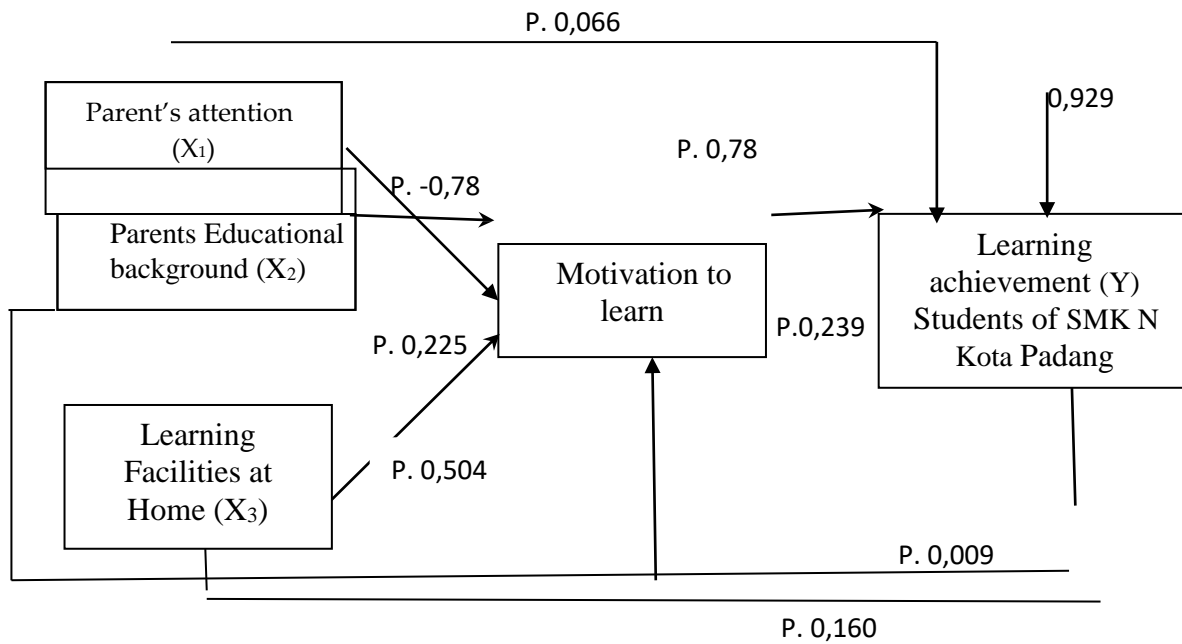 P. 0,066
Parent’s attention
(X1)
0,929
P. 0,78
P. -0,78
Parents Educational
background (X2)
Motivation to
learn
Learning
achievement (Y)
Students of SMK N
Kota Padang
P. 0,225
P.0,239
Learning
Facilities at
Home (X3)
P. 0,504
P. 0,009
P. 0,160